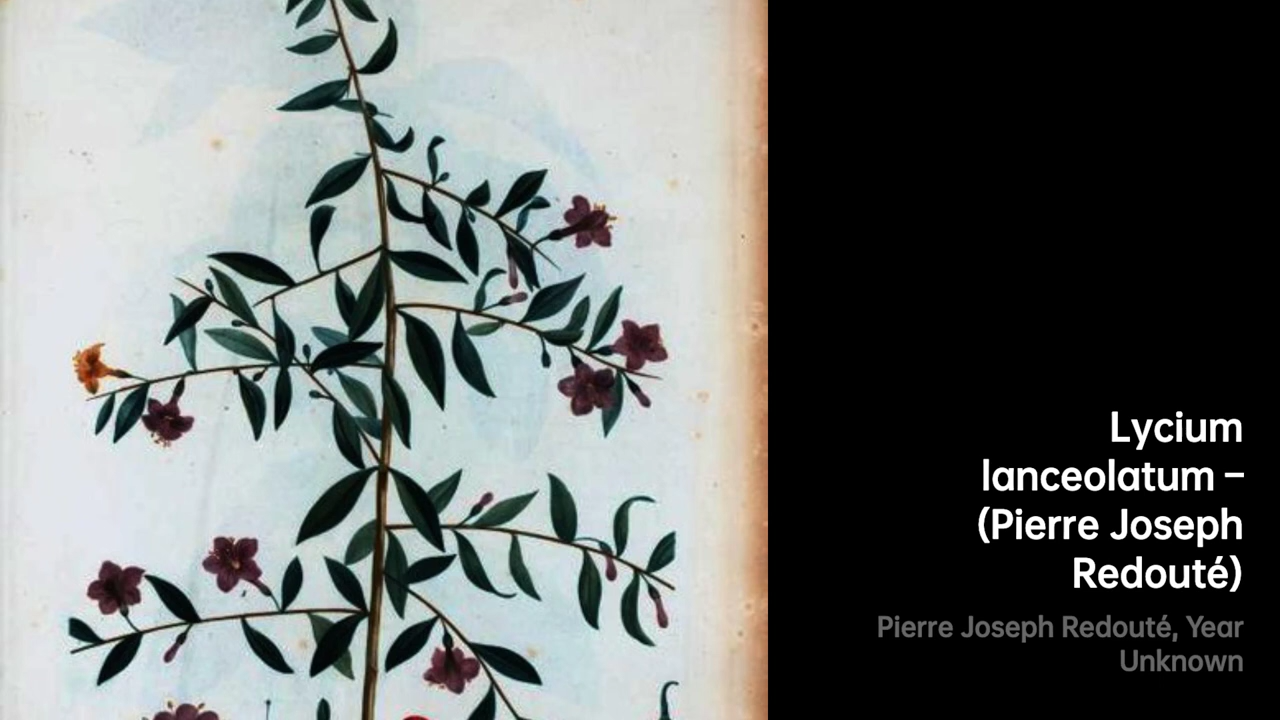 Lycium
lanceolatum –
(Pierre Joseph
Redouté)
Pierre Joseph Redouté, Year
Unknown